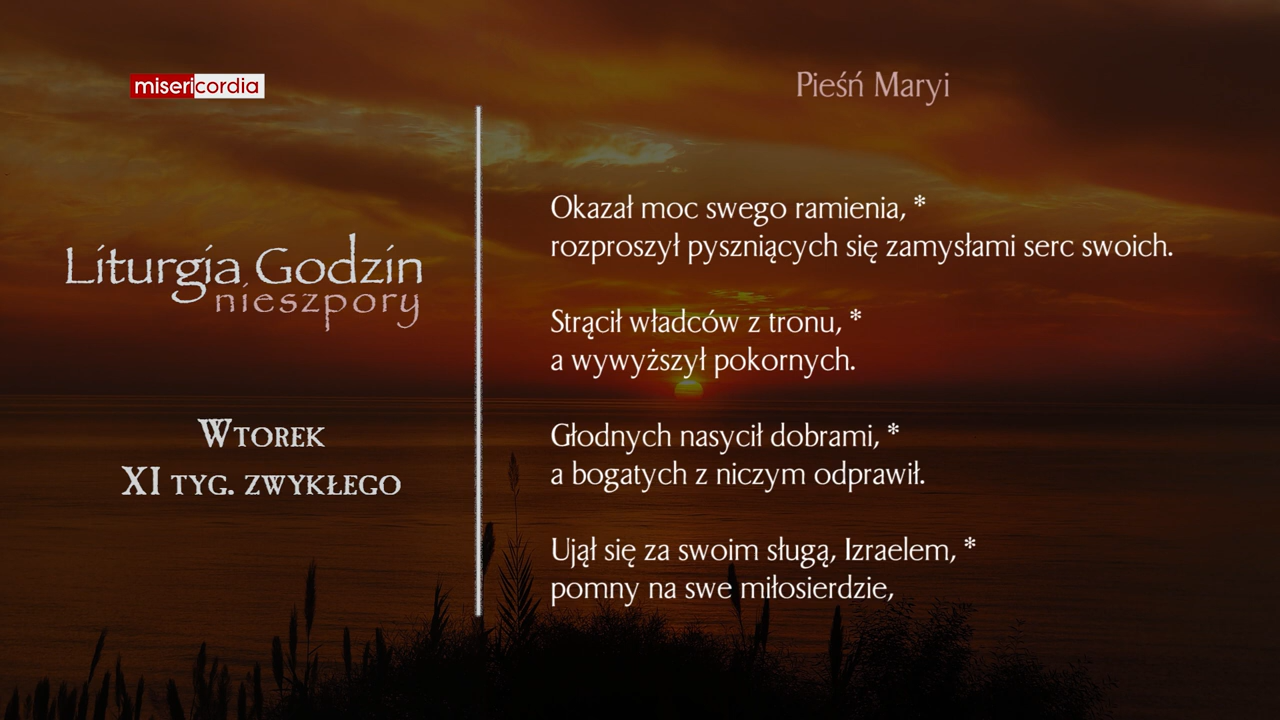 misericordia
Liturgia Godzin
nieszpory
Wtorek
XI tyg. zwykłego
Pieśń Maryi
Okazał moc swego ramienia, *
rozproszył pyszniących się zamysłami serc swoich.
Strącił władców z tronu, *
a wywyższył pokornych.
Głodnych nasycił dobrami, *
a bogatych z niczym odprawił.
Ujął się za swoim sługą, Izraelem, *
pomny na swe miłosierdzie,